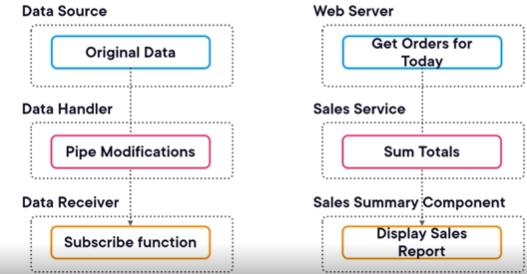 Data Source
Original Data
Data Handler
Pipe Modifications
Data Receiver
Subscribe function
Web Server
Get Orders for
Today
Sales Service
Sum Totals
Sales Summary Component
Display Sales
Report